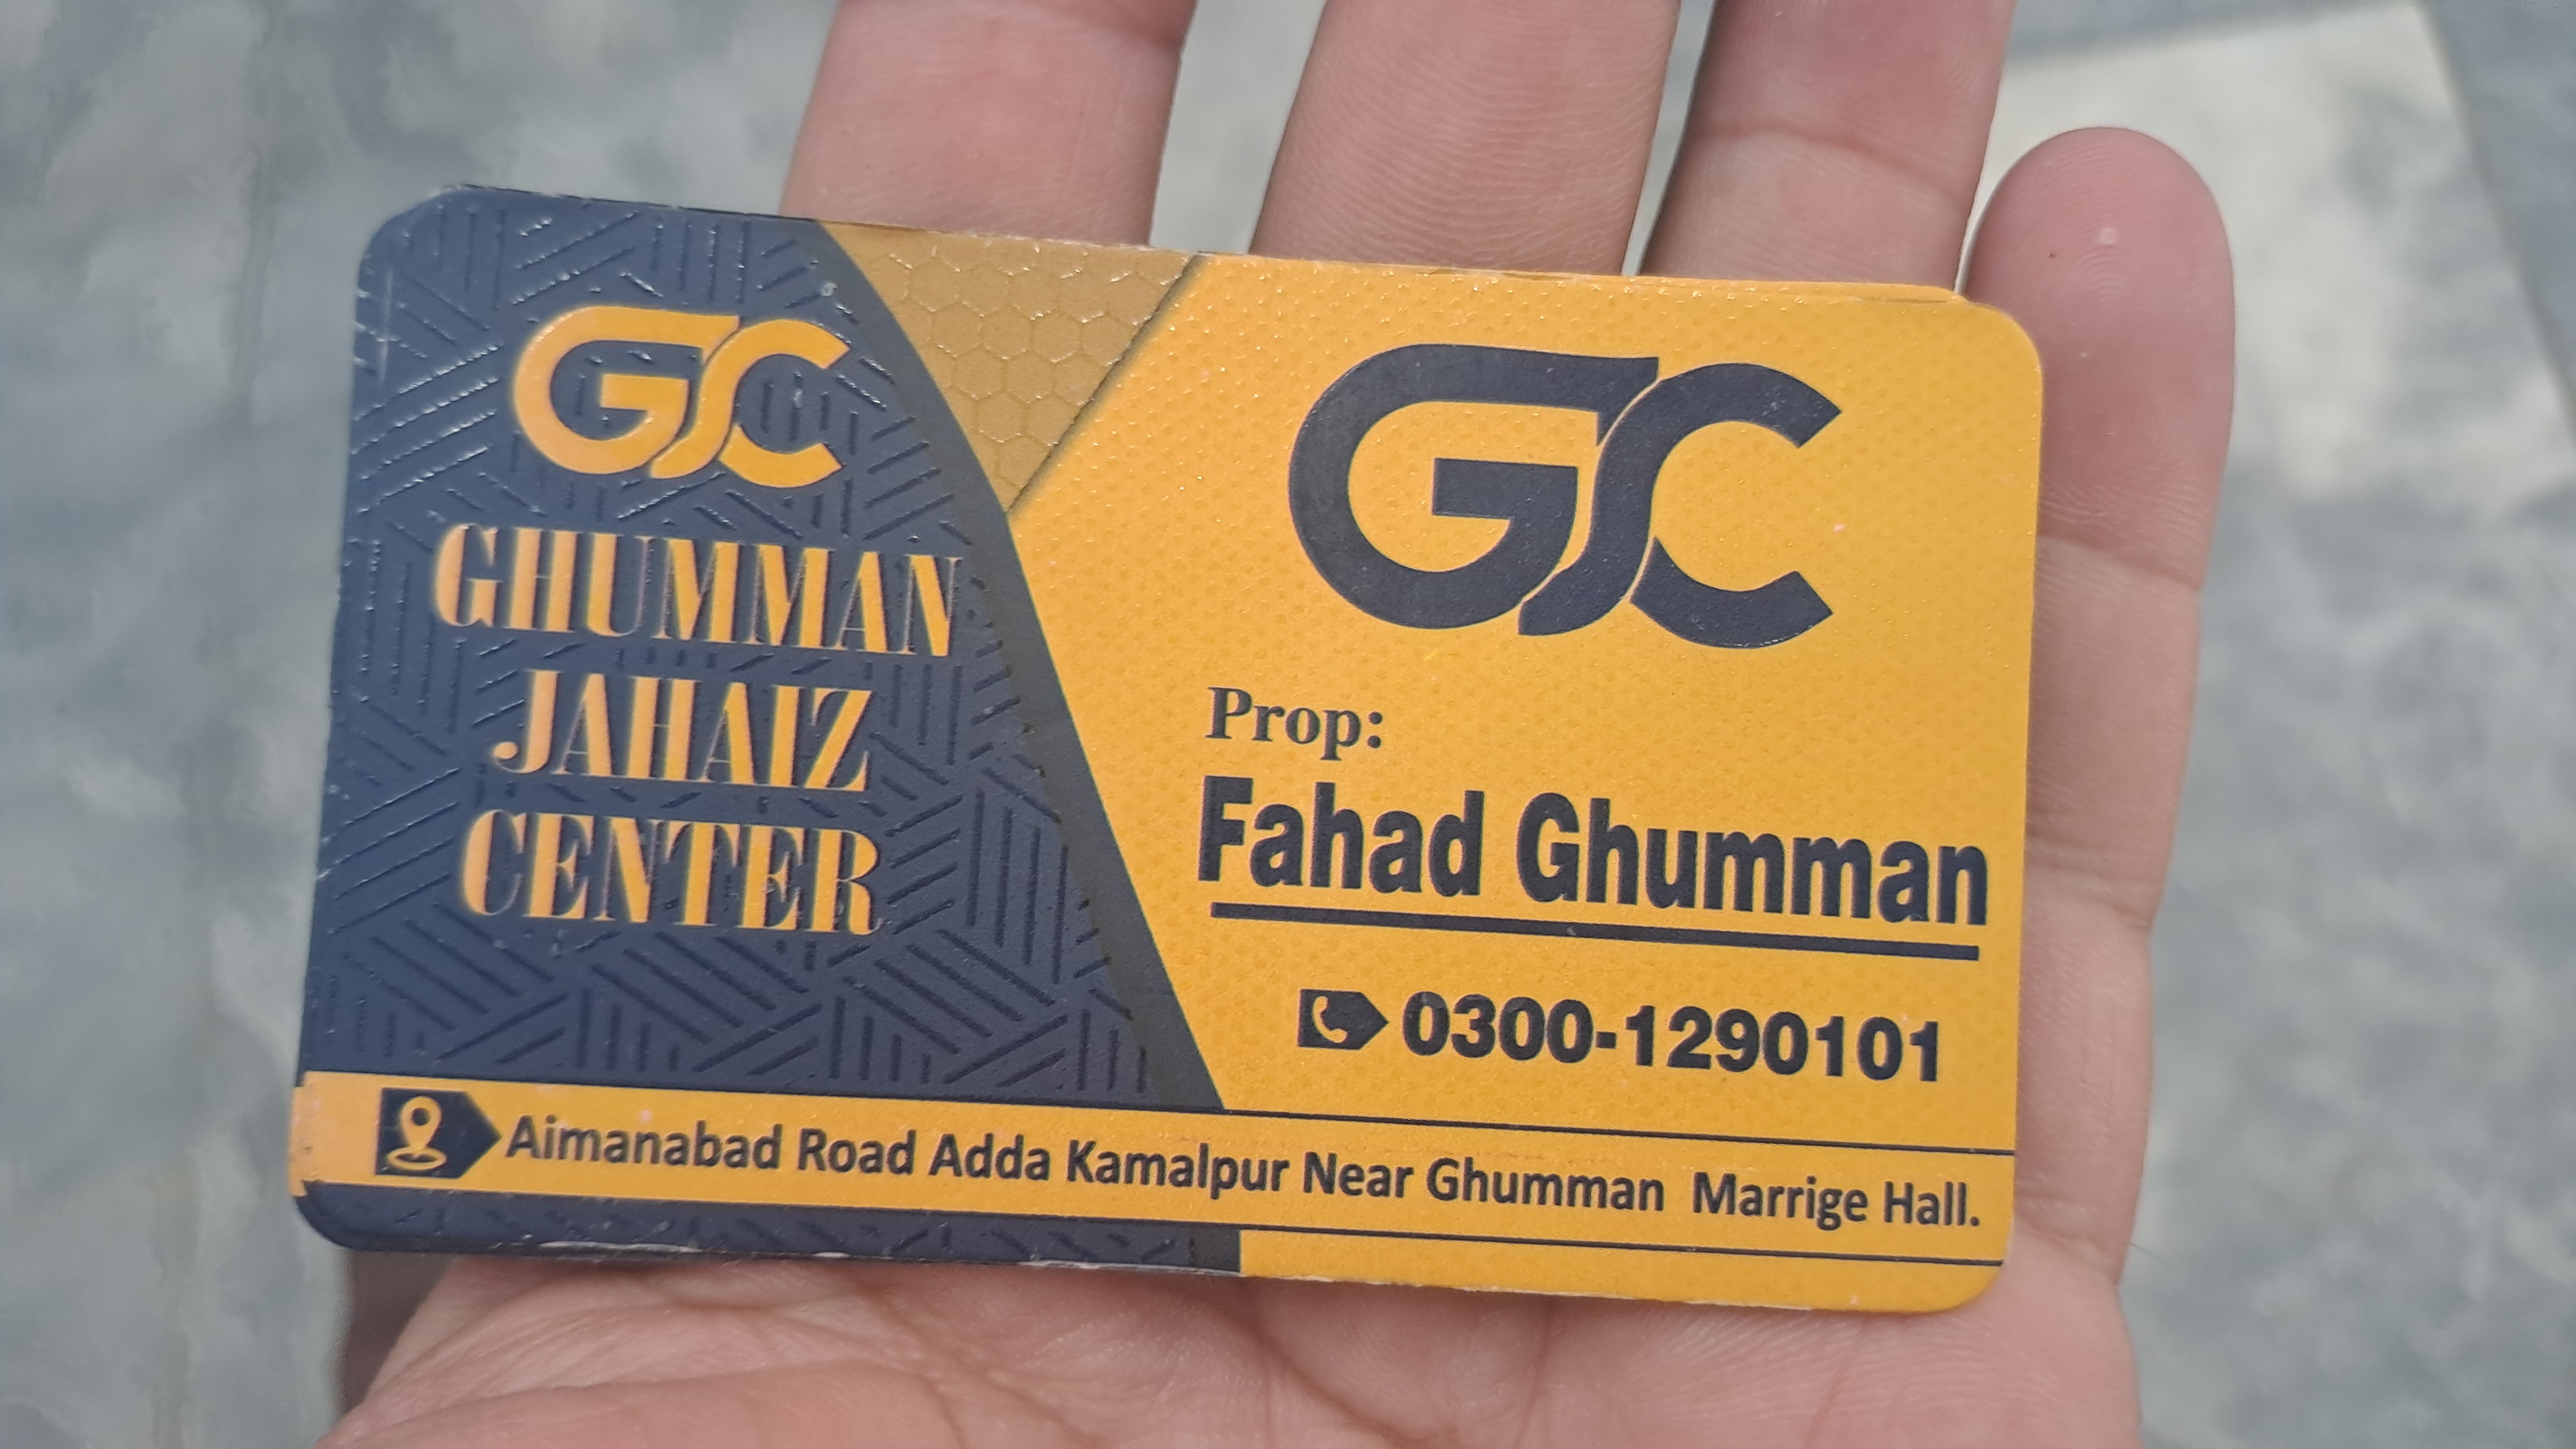 GJC
GHUMMAN
JAHAIZ
CENTER
GJC
Prop:
Fahad Ghumman
0300-1290101
Aimanabad Road Adda Kamalpur Near Ghumman Marrige Hall.